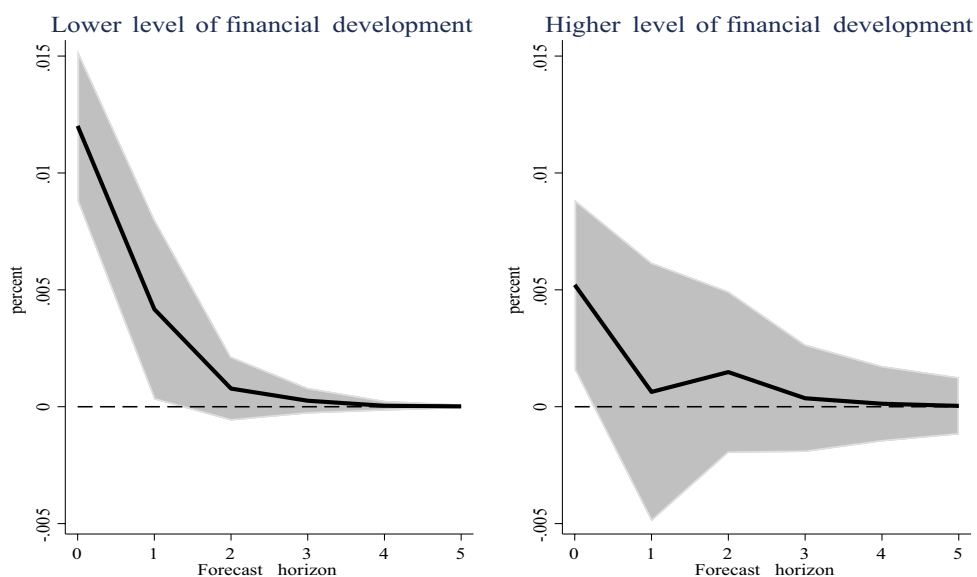 Lower level of financial development
.015
.01
.005
0
-.005
percent
0 1 2 3 4 5
Forecast horizon
Higher level of financial development
.015
.01
.005
0
-.005
percent
0 1 2 3 4 5
Forecast horizon